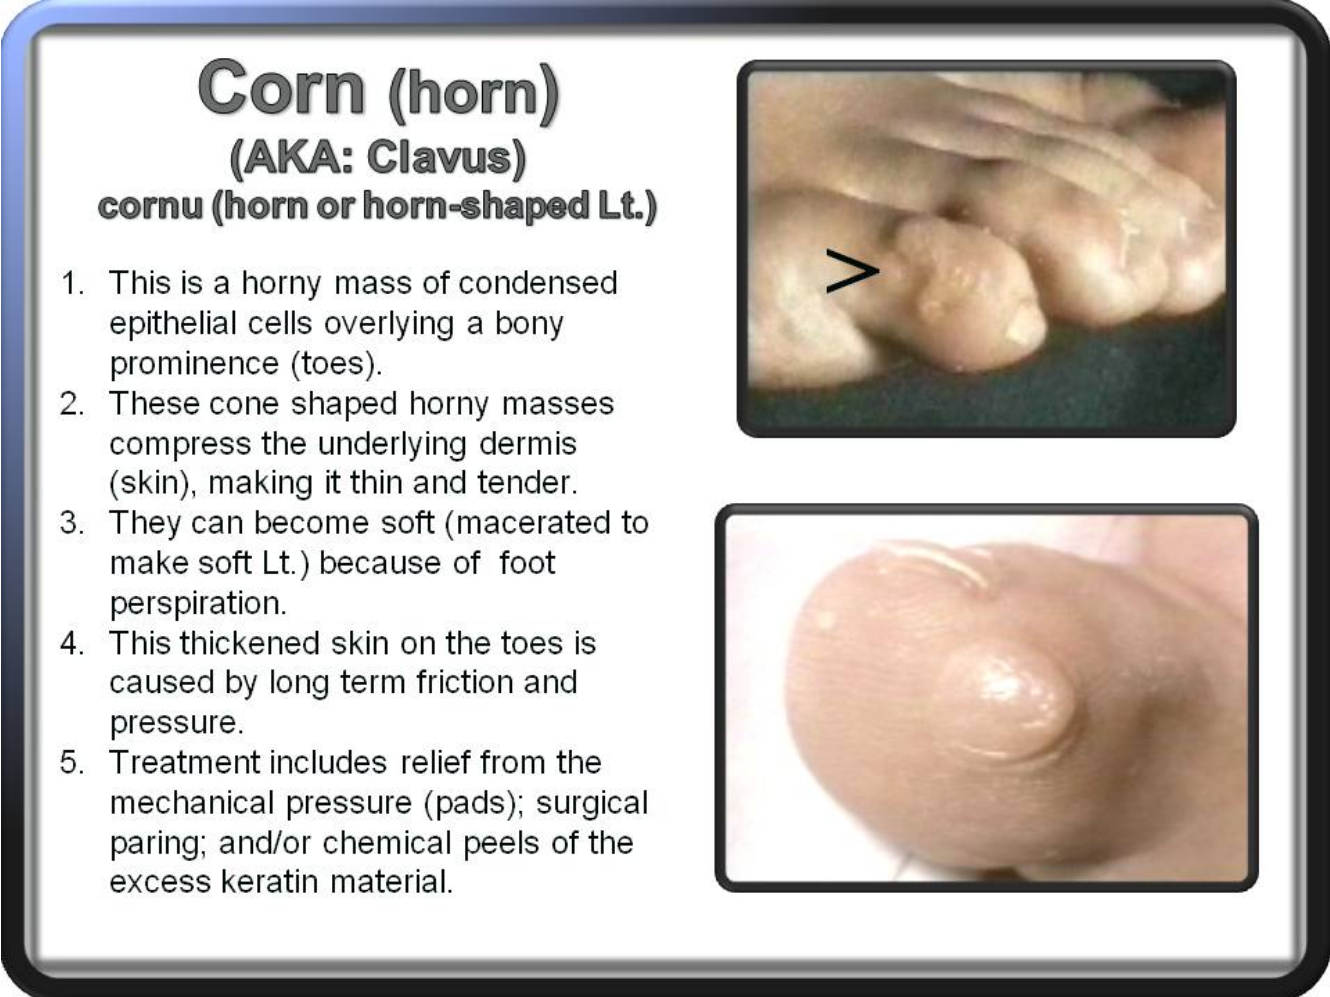 Corn (horn)
(AKA: Clavus)
cornu (horn or horn-shaped Lt.)
1. This is a horny mass of condensed
epithelial cells overlying a bony
prominence (toes).
2. These cone shaped horny masses
compress the underlying dermis
(skin), making it thin and tender.
3. They can become soft (macerated to
make soft Lt.) because of  foot
perspiration.
4. This thickened skin on the toes is
caused by long term friction and
pressure.
5. Treatment includes relief from the
mechanical pressure (pads); surgical
paring; and/or chemical peels of the
excess keratin material.
>